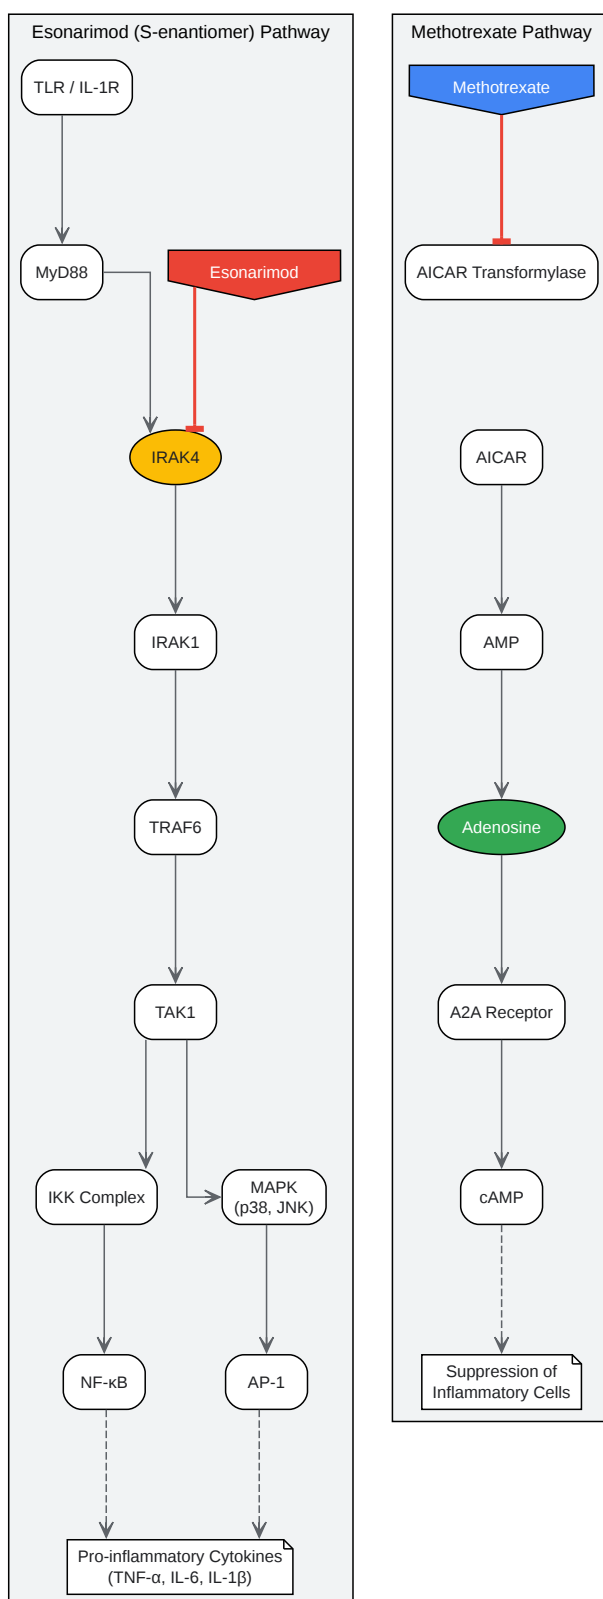 Esonarimod (S-enantiomer) Pathway
TLR / IL-1R
MyD88
Esonarimod
IRAK4
IRAK1
TRAF6
TAK1
IKK Complex
MAPK
(p38, JNK)
NF-κB
AP-1
Pro-inflammatory Cytokines
(TNF-α, IL-6, IL-1β)
Methotrexate Pathway
Methotrexate
AICAR Transformylase
AICAR
AMP
Adenosine
A2A Receptor
cAMP
Suppression of
Inflammatory Cells